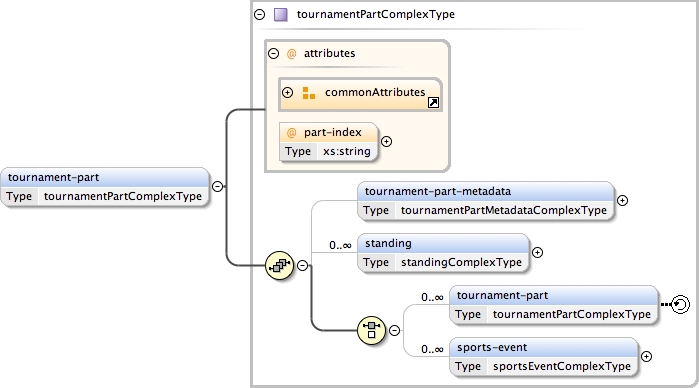 tournamentPartComplexType
@ attributes
commonAttributes
@ part-index
Type xs:string
tournament-part
Type tournamentPartComplexType
tournament-part-metadata
Type tournamentPartMetadataComplexType
0..∞
standing
Type standingComplexType
0..∞
tournament-part
Type tournamentPartComplexType
0..∞
sports-event
Type sportsEventComplexType